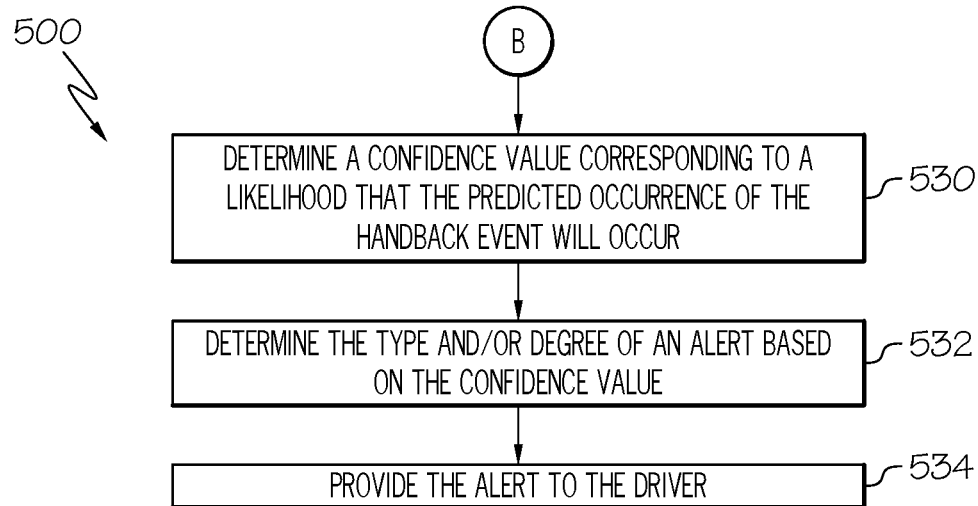 500
B
DETERMINE A CONFIDENCE VALUE CORRESPONDING TO A
LIKELIHOOD THAT THE PREDICTED OCCURRENCE OF THE
HANDBACK EVENT WILL OCCUR
530
DETERMINE THE TYPE AND/OR DEGREE OF AN ALERT BASED
ON THE CONFIDENCE VALUE
532
PROVIDE THE ALERT TO THE DRIVER
534